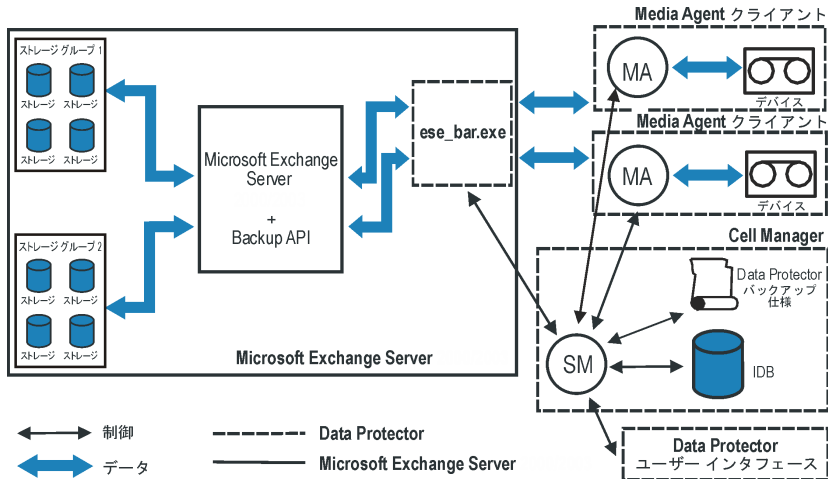 Media Agent クライアント
MA
デバイス
Media Agent クライアント
MA
デバイス
ストレージ グループ 1
ストレージ ストレージ
ストレージ ストレージ
ストレージ グループ 2
ストレージ ストレージ
ストレージ ストレージ
Microsoft Exchange
Server
+
Backup API
ese_bar.exe
Microsoft Exchange Server
Cell Manager
Data Protector
バックアップ
仕様
SM
IDB
Data Protector
ユーザー インタフェース
制御
データ
Data Protector
Microsoft Exchange Server